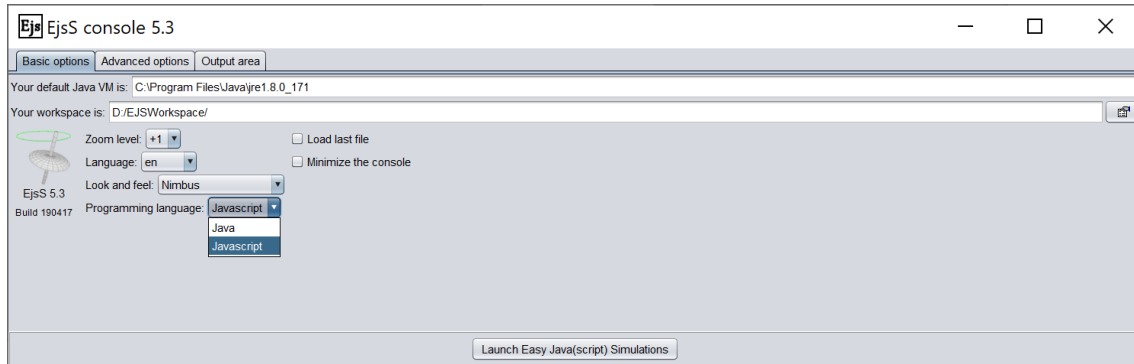 Ejs EjsS console 5.3
Basic options Advanced options Output area
Your default Java VM is: C:\Program Files\Java\jre1.8.0_171
Your workspace is: D:/EJSWorkspace/
Zoom level: +1 Load last file
Language: en Minimize the console
Look and feel: Nimbus
EjsS 5.3
Programming language: Javascript
Build 190417
Java
Javascript
Launch Easy Java(script) Simulations